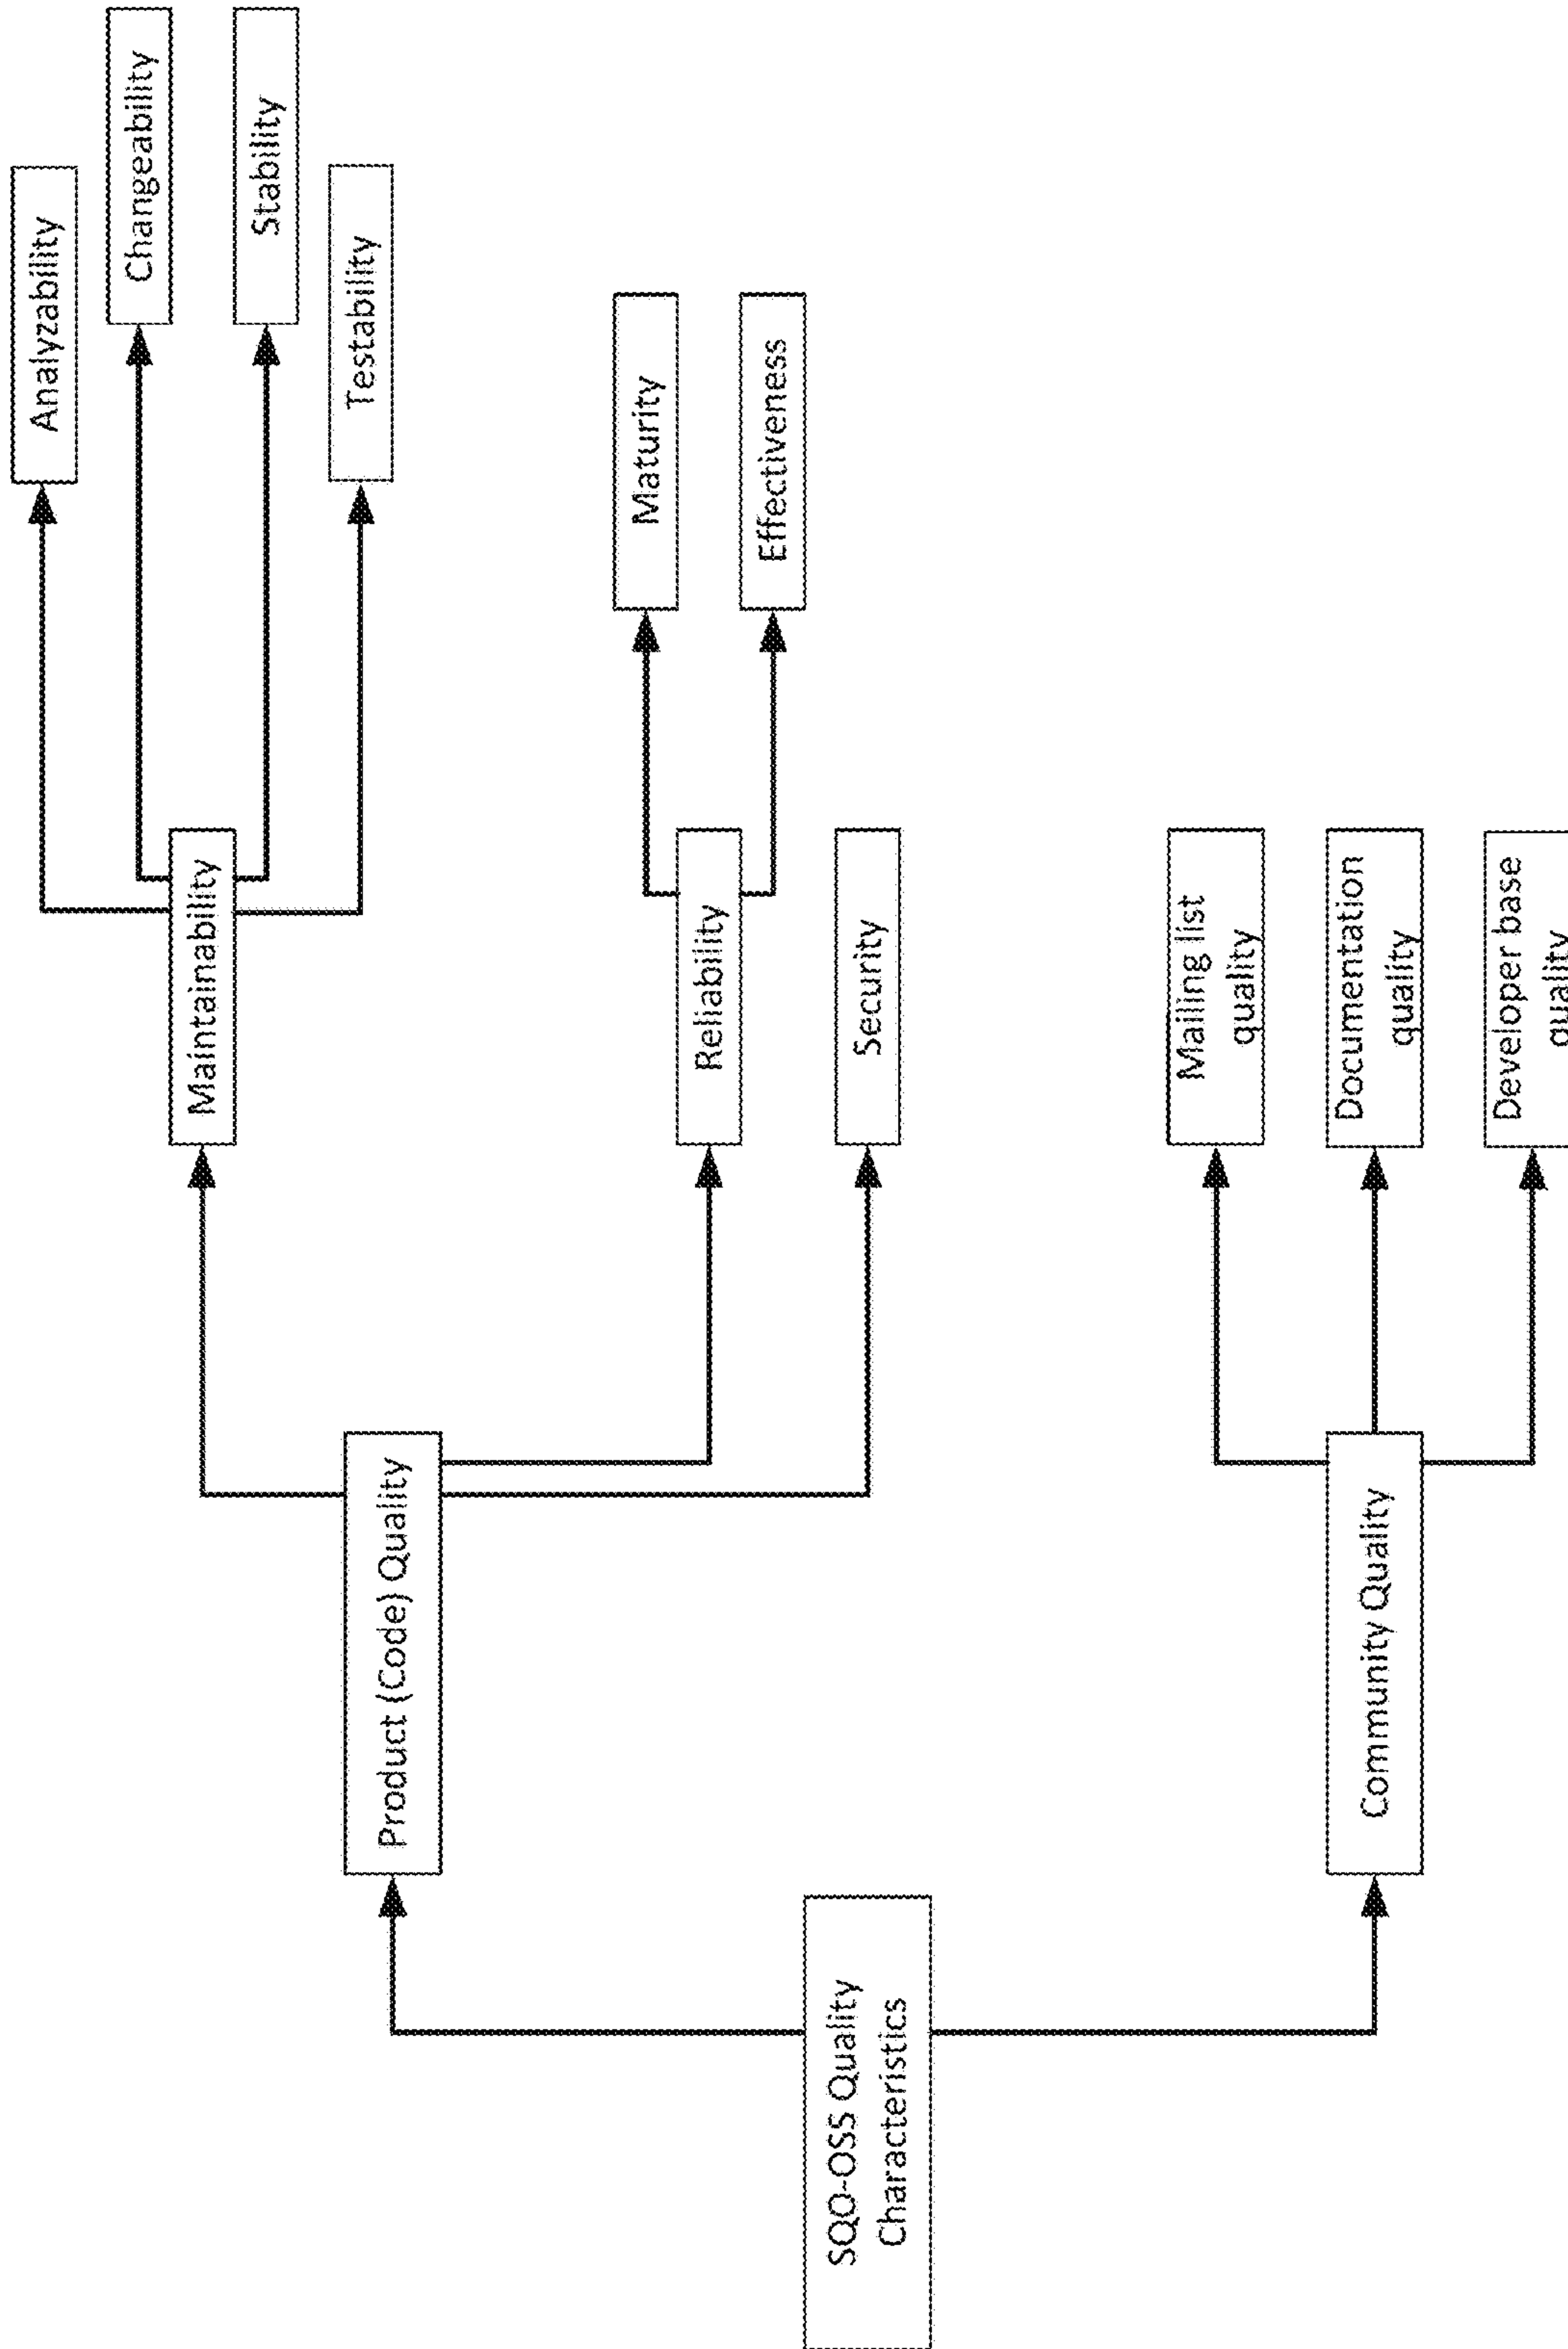 SQO-OSS Quality
Characteristics
Product (Code) Quality
Maintainability
Analyzability
Changeability
Stability
Testability
Reliability
Maturity
Effectiveness
Security
Community Quality
Mailing list
quality
Documentation
quality
Developer base
quality